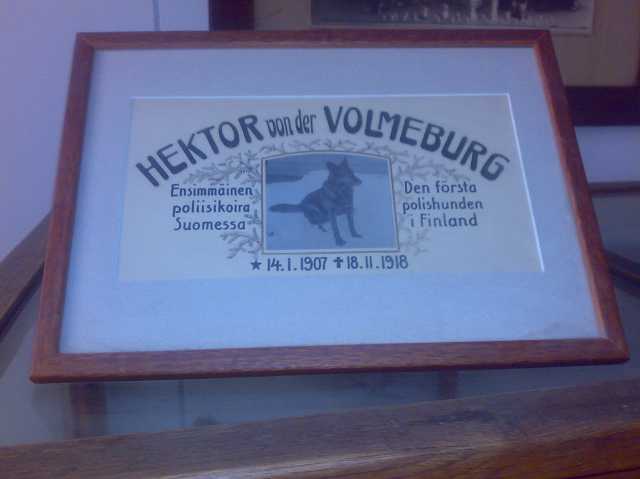 HEKTOR von der VOLMEBURG
Ensimmäinen
poliisikoira
Suomessa
Den första
polishunden
i Finland
★ 14.1.1907 ✝ 18.11.1918